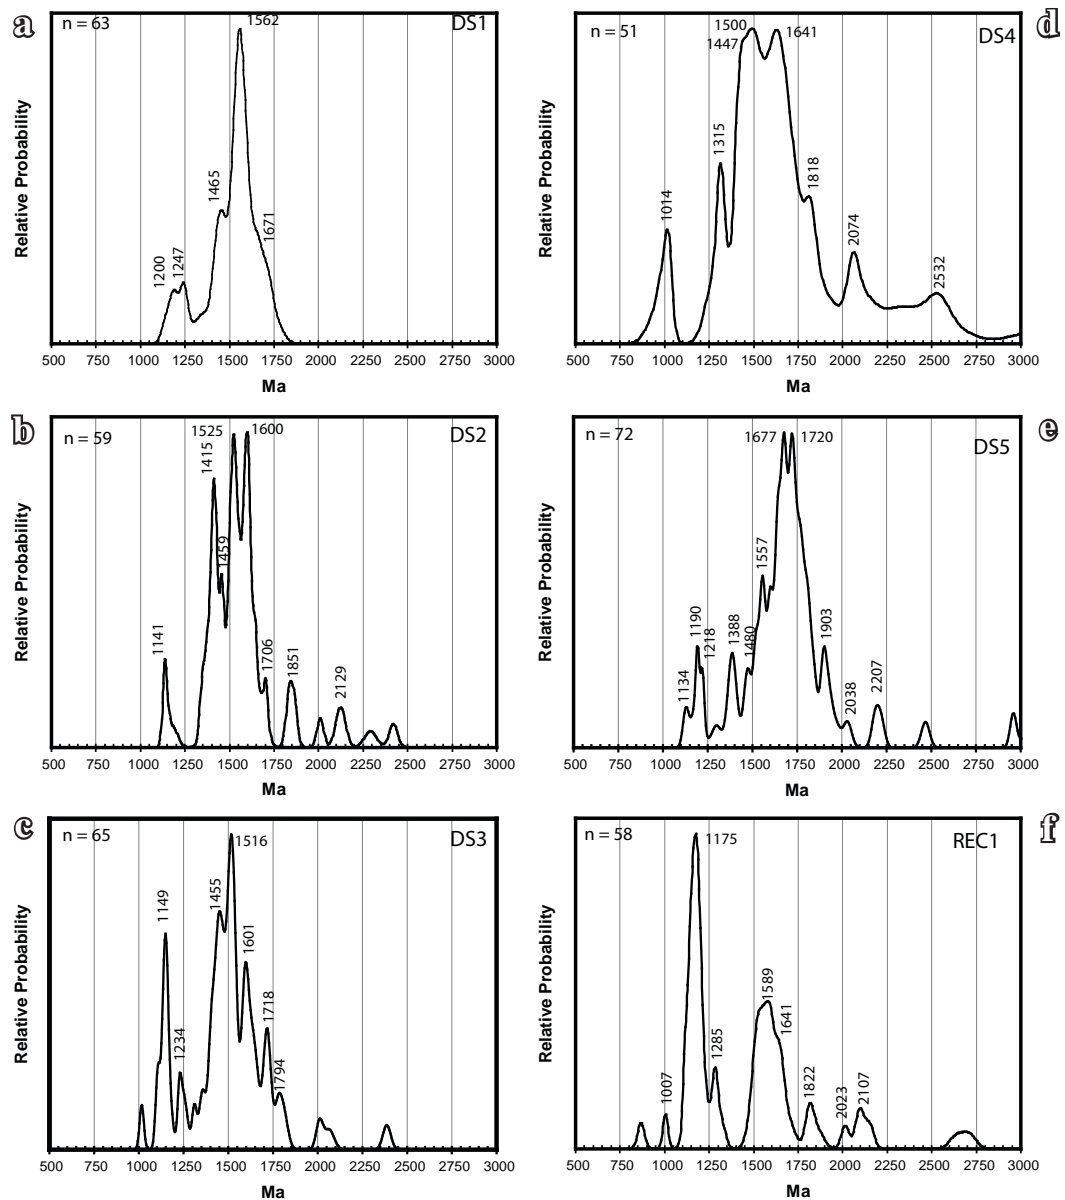 a
n = 63
DS1
1562
1465
1671
1200
1247
Relative Probability
500 750 1000 1250 1500 1750 2000 2250 2500 2750 3000
Ma
d
n = 51
DS4
1500
1447
1641
1315
1818
1014
2074
2532
Relative Probability
500 750 1000 1250 1500 1750 2000 2250 2500 2750 3000
Ma
b
n = 59
DS2
1525
1600
1415
1459
1141
1706
1851
2129
Relative Probability
500 750 1000 1250 1500 1750 2000 2250 2500 2750 3000
Ma
e
n = 72
DS5
1677
1720
1557
1190
1218
1388
1480
1903
1134
2038
2207
Relative Probability
500 750 1000 1250 1500 1750 2000 2250 2500 2750 3000
Ma
c
n = 65
DS3
1516
1149
1455
1601
1718
1234
1794
Relative Probability
500 750 1000 1250 1500 1750 2000 2250 2500 2750 3000
Ma
f
n = 58
REC1
1175
1589
1641
1285
1007
1822
2023
2107
Relative Probability
500 750 1000 1250 1500 1750 2000 2250 2500 2750 3000
Ma